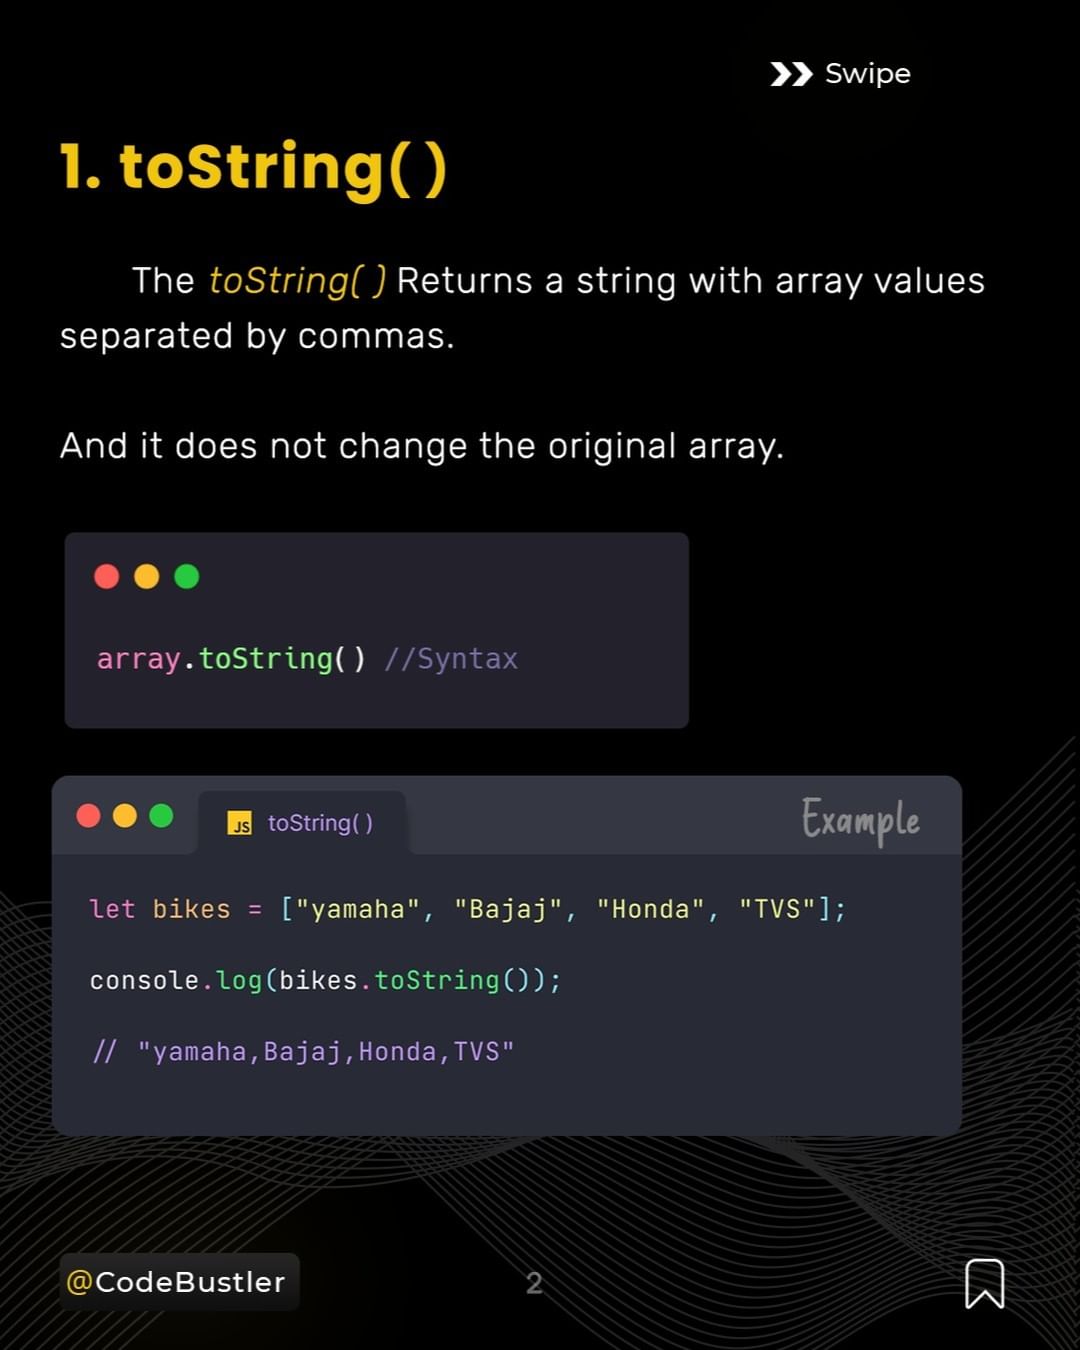 Swipe
1. toString( )
The toString( ) Returns a string with array values
separated by commas.
And it does not change the original array.
array.toString() //Syntax
JS toString( )
Example
let bikes = ["yamaha", "Bajaj", "Honda", "TVS"];
console.log(bikes.toString());
// "yamaha,Bajaj,Honda,TVS"
@CodeBustler
2